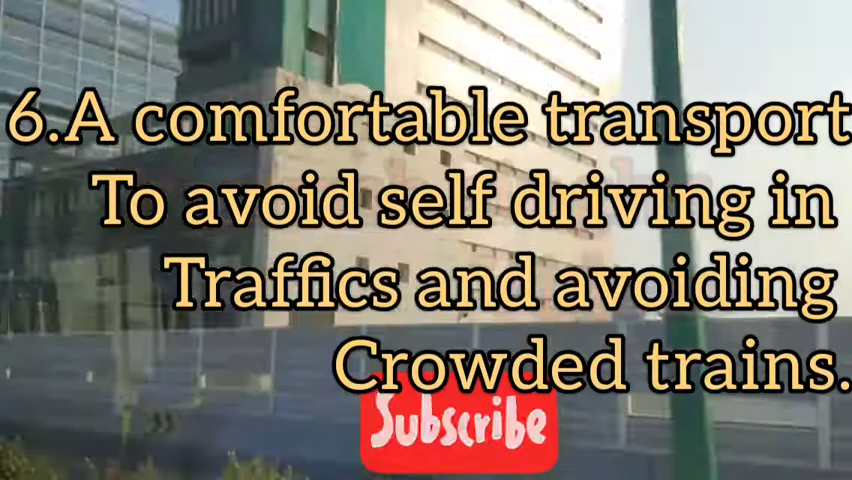 6.A comfortable transport
To avoid self driving in
Traffics and avoiding
Crowded trains.
Subscribe